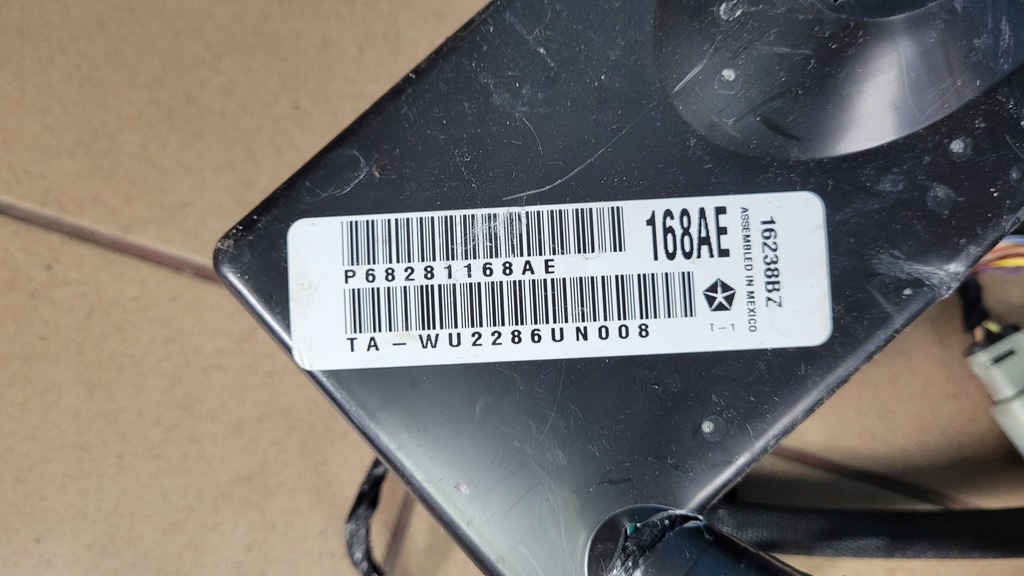 P68281168AE
168AE
TA-WU2286UN008
T-1
ASSEMBLED IN MEXICO
16238BZ